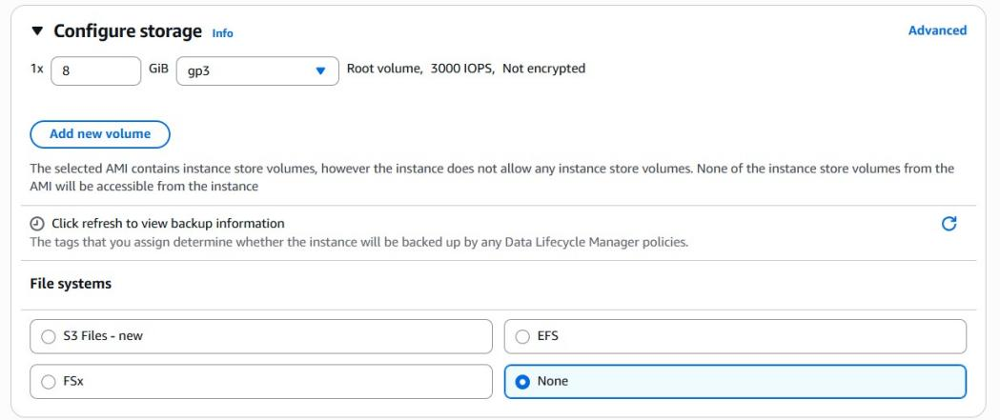 Configure storage Info Advanced
1x 8 GiB gp3 Root volume, 3000 IOPS, Not encrypted
Add new volume
The selected AMI contains instance store volumes, however the instance does not allow any instance store volumes. None of the instance store volumes from the
AMI will be accessible from the instance
Click refresh to view backup information
The tags that you assign determine whether the instance will be backed up by any Data Lifecycle Manager policies.
File systems
S3 Files - new EFS
FSx None